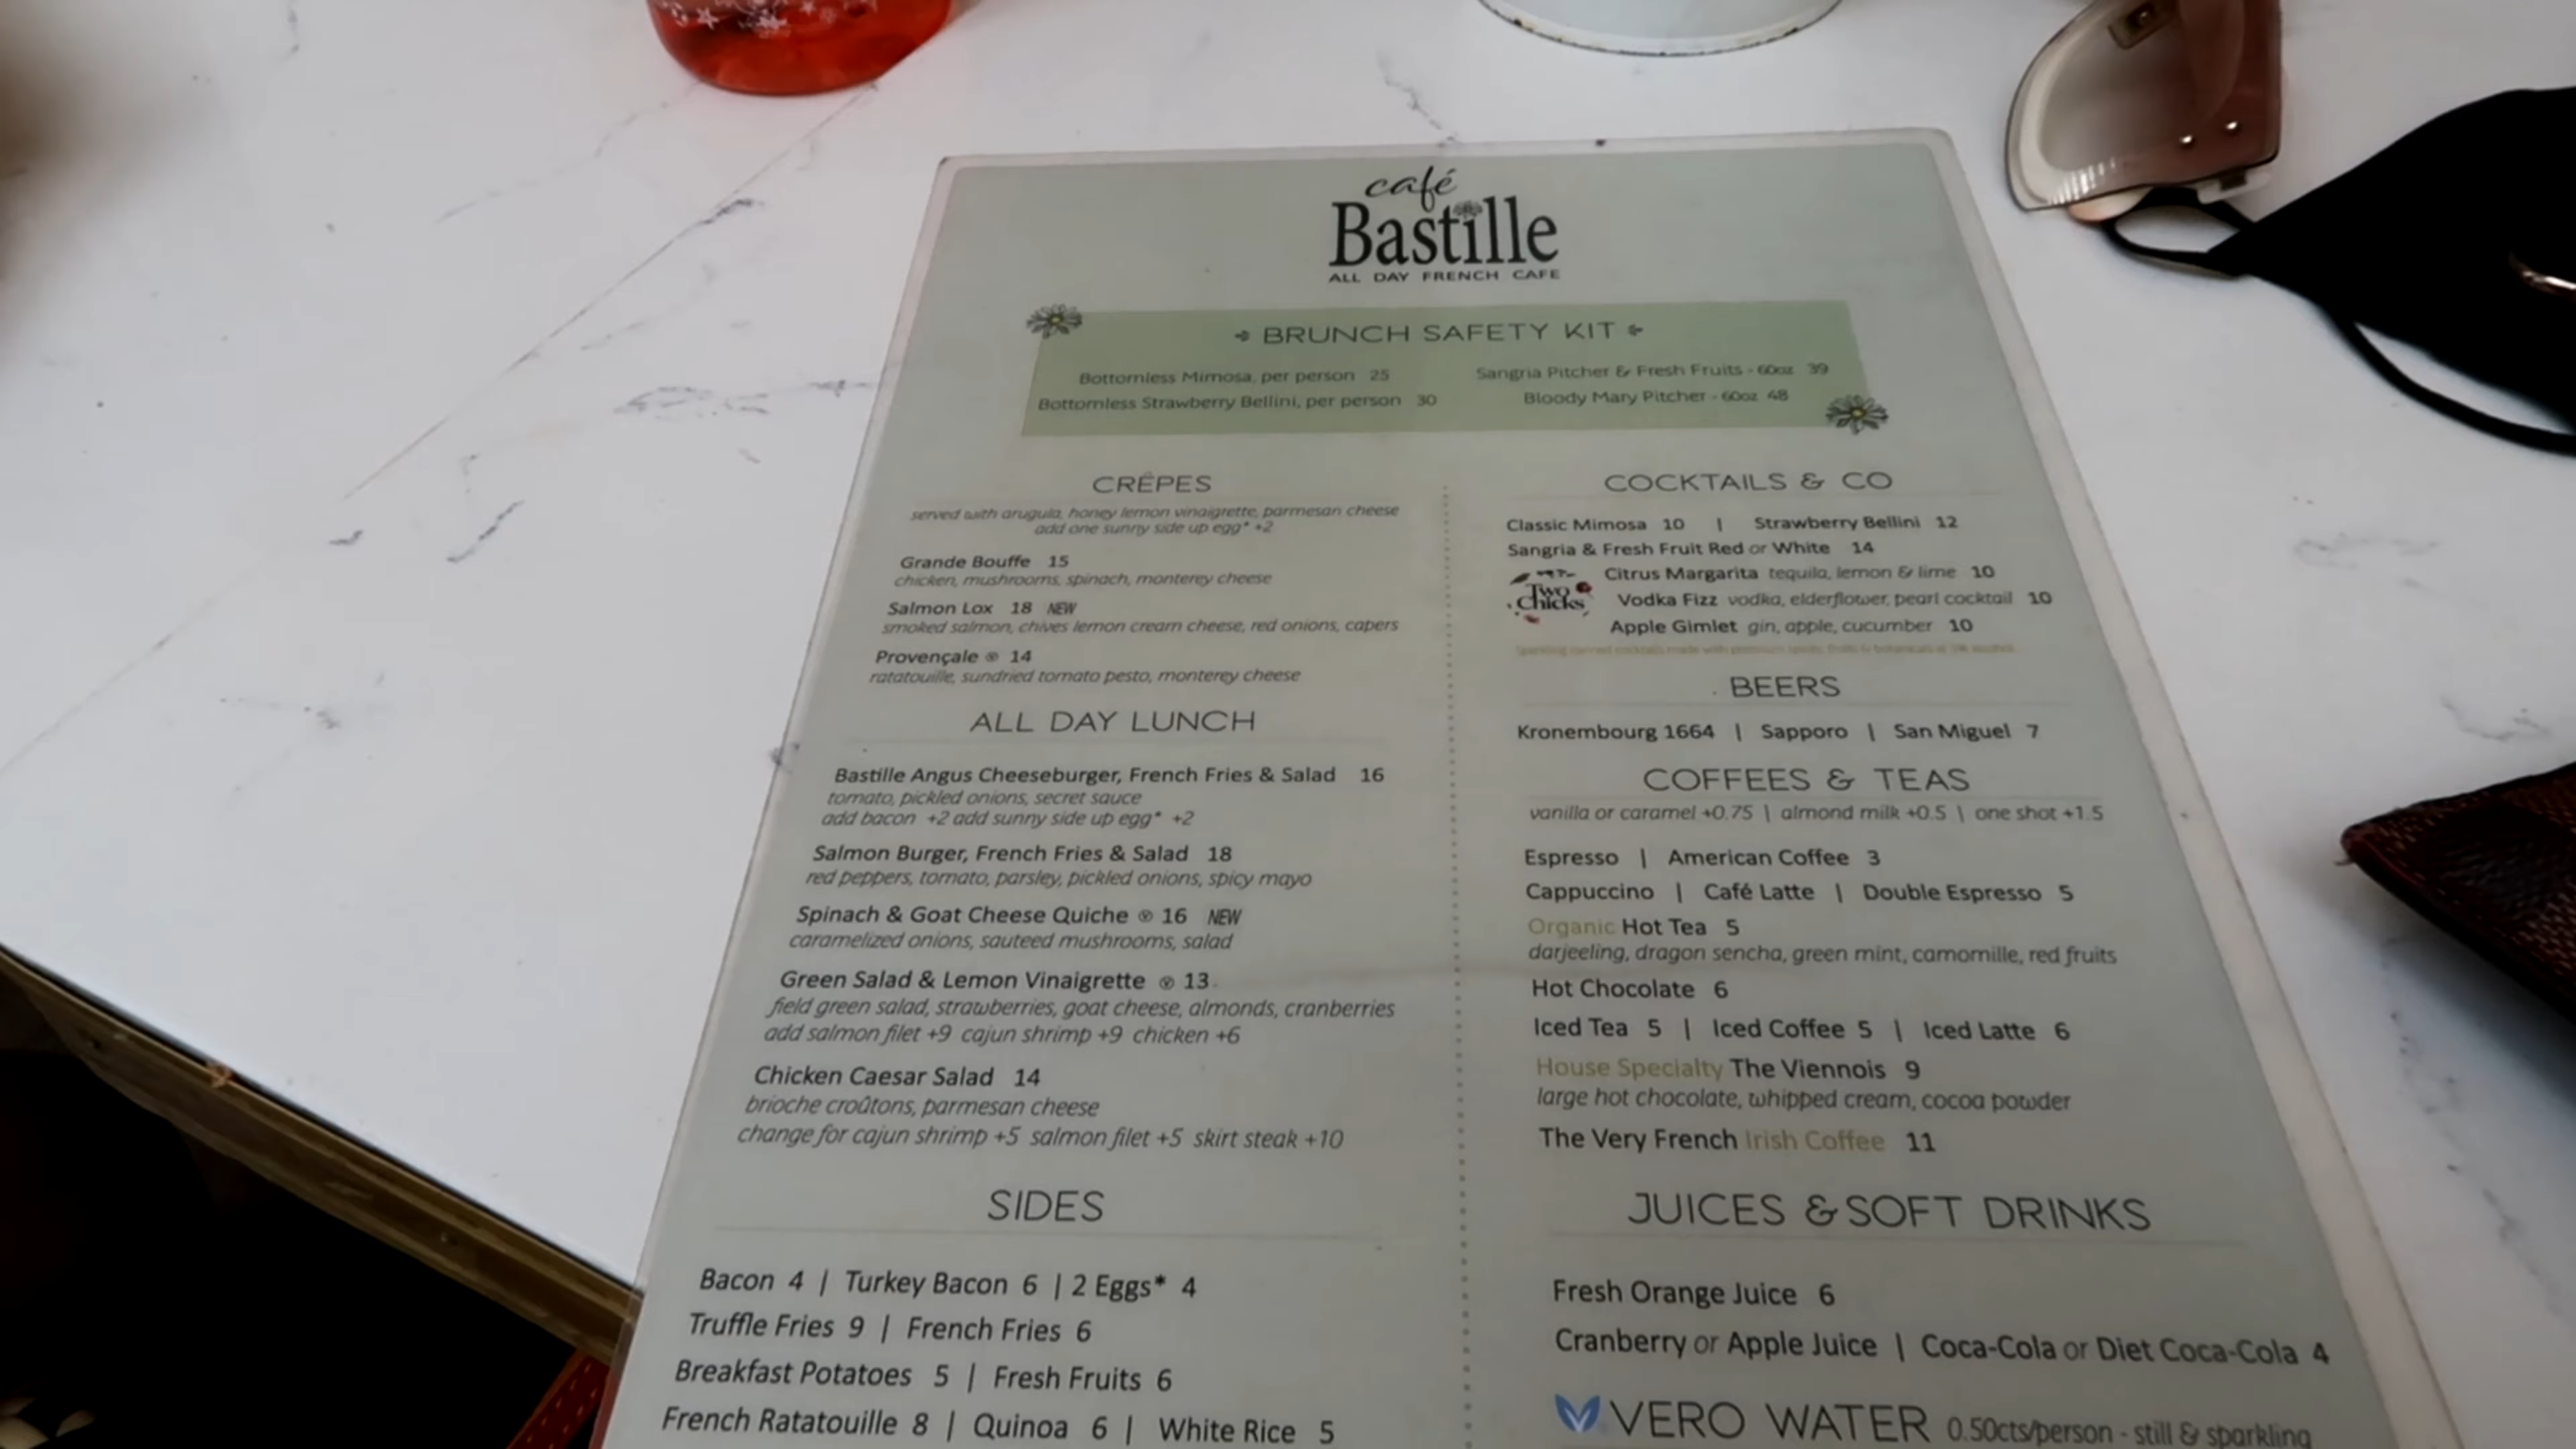 café
Bastille
ALL DAY FRENCH CAFE
BRUNCH SAFETY KIT
Bottomless Mimosa, per person 25
Bottomless Strawberry Bellini, per person 30
Sangria Pitcher & Fresh Fruits - 60oz 39
Bloody Mary Pitcher - 60oz 48
CRÊPES
served with arugula, honey lemon vinaigrette, parmesan cheese
add one sunny side up egg* +2
Grande Bouffe 15
chicken, mushrooms, spinach, monterey cheese
Salmon Lox 18 NEW
smoked salmon, chives lemon cream cheese, red onions, capers
Provençale 14
ratatouille, sundried tomato pesto, monterey cheese
ALL DAY LUNCH
Bastille Angus Cheeseburger, French Fries & Salad 16
tomato, pickled onions, secret sauce
add bacon +2 add sunny side up egg* +2
Salmon Burger, French Fries & Salad 18
red peppers, tomato, parsley, pickled onions, spicy mayo
Spinach & Goat Cheese Quiche Ⓥ 16 NEW
caramelized onions, sauteed mushrooms, salad
Green Salad & Lemon Vinaigrette Ⓥ 13
field green salad, strawberries, goat cheese, almonds, cranberries
add salmon filet +9 cajun shrimp +9 chicken +6
Chicken Caesar Salad 14
brioche croûtons, parmesan cheese
change for cajun shrimp +5 salmon filet +5 skirt steak +10
SIDES
Bacon 4 | Turkey Bacon 6 | 2 Eggs* 4
Truffle Fries 9 | French Fries 6
Breakfast Potatoes 5 | Fresh Fruits 6
French Ratatouille 8 | Quinoa 6 | White Rice 5
COCKTAILS & CO
Classic Mimosa 10 | Strawberry Bellini 12
Sangria & Fresh Fruit Red or White 14
Two Chicks
Citrus Margarita tequila, lemon & lime 10
Vodka Fizz vodka, elderflower, pearl cocktail 10
Apple Gimlet gin, apple, cucumber 10
BEERS
Kronembourg 1664 | Sapporo | San Miguel 7
COFFEES & TEAS
vanilla or caramel +0.75 | almond milk +0.5 | one shot +1.5
Espresso | American Coffee 3
Cappuccino | Café Latte | Double Espresso 5
Organic Hot Tea 5
darjeeling, dragon sencha, green mint, camomille, red fruits
Hot Chocolate 6
Iced Tea 5 | Iced Coffee 5 | Iced Latte 6
House Specialty The Viennois 9
large hot chocolate, whipped cream, cocoa powder
The Very French Irish Coffee 11
JUICES & SOFT DRINKS
Fresh Orange Juice 6
Cranberry or Apple Juice | Coca-Cola or Diet Coca-Cola 4
VERO WATER 0.50cts/person - still & sparkling